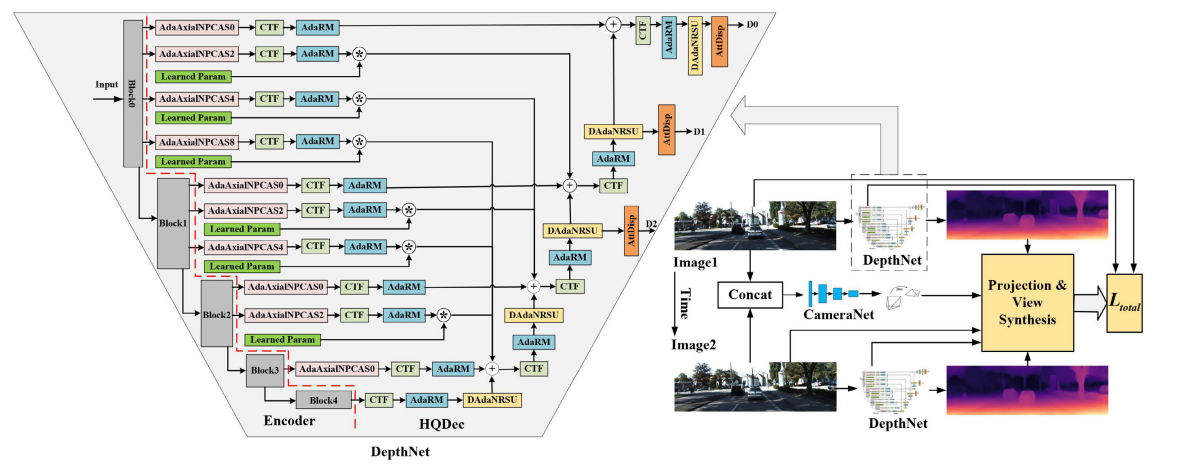 AdaAxialNPCAS0 CTF AdaRM + CTF AdaRM DAdaNRSU AttDisp D0
AdaAxialNPCAS2 CTF AdaRM *
Learned Param
Input Block0
AdaAxialNPCAS4 CTF AdaRM *
Learned Param
DAdaNRSU AttDisp D1
AdaAxialNPCAS8 CTF AdaRM *
Learned Param
AdaRM
AdaAxialNPCAS0 CTF AdaRM + CTF
Block1
AdaAxialNPCAS2 CTF AdaRM *
Learned Param
DAdaNRSU AttDisp D2
AdaAxialNPCAS4 CTF AdaRM *
Learned Param
AdaRM
AdaAxialNPCAS0 CTF AdaRM + CTF
Block2
AdaAxialNPCAS2 CTF AdaRM *
DAdaNRSU
Learned Param
AdaRM
Block3 AdaAxialNPCAS0 CTF AdaRM + CTF
Block4 CTF AdaRM DAdaNRSU
Encoder HQDec
DepthNet
Image1
DepthNet
Time
Concat
CameraNet
Projection &
View
Synthesis
Ltotal
Image2
DepthNet